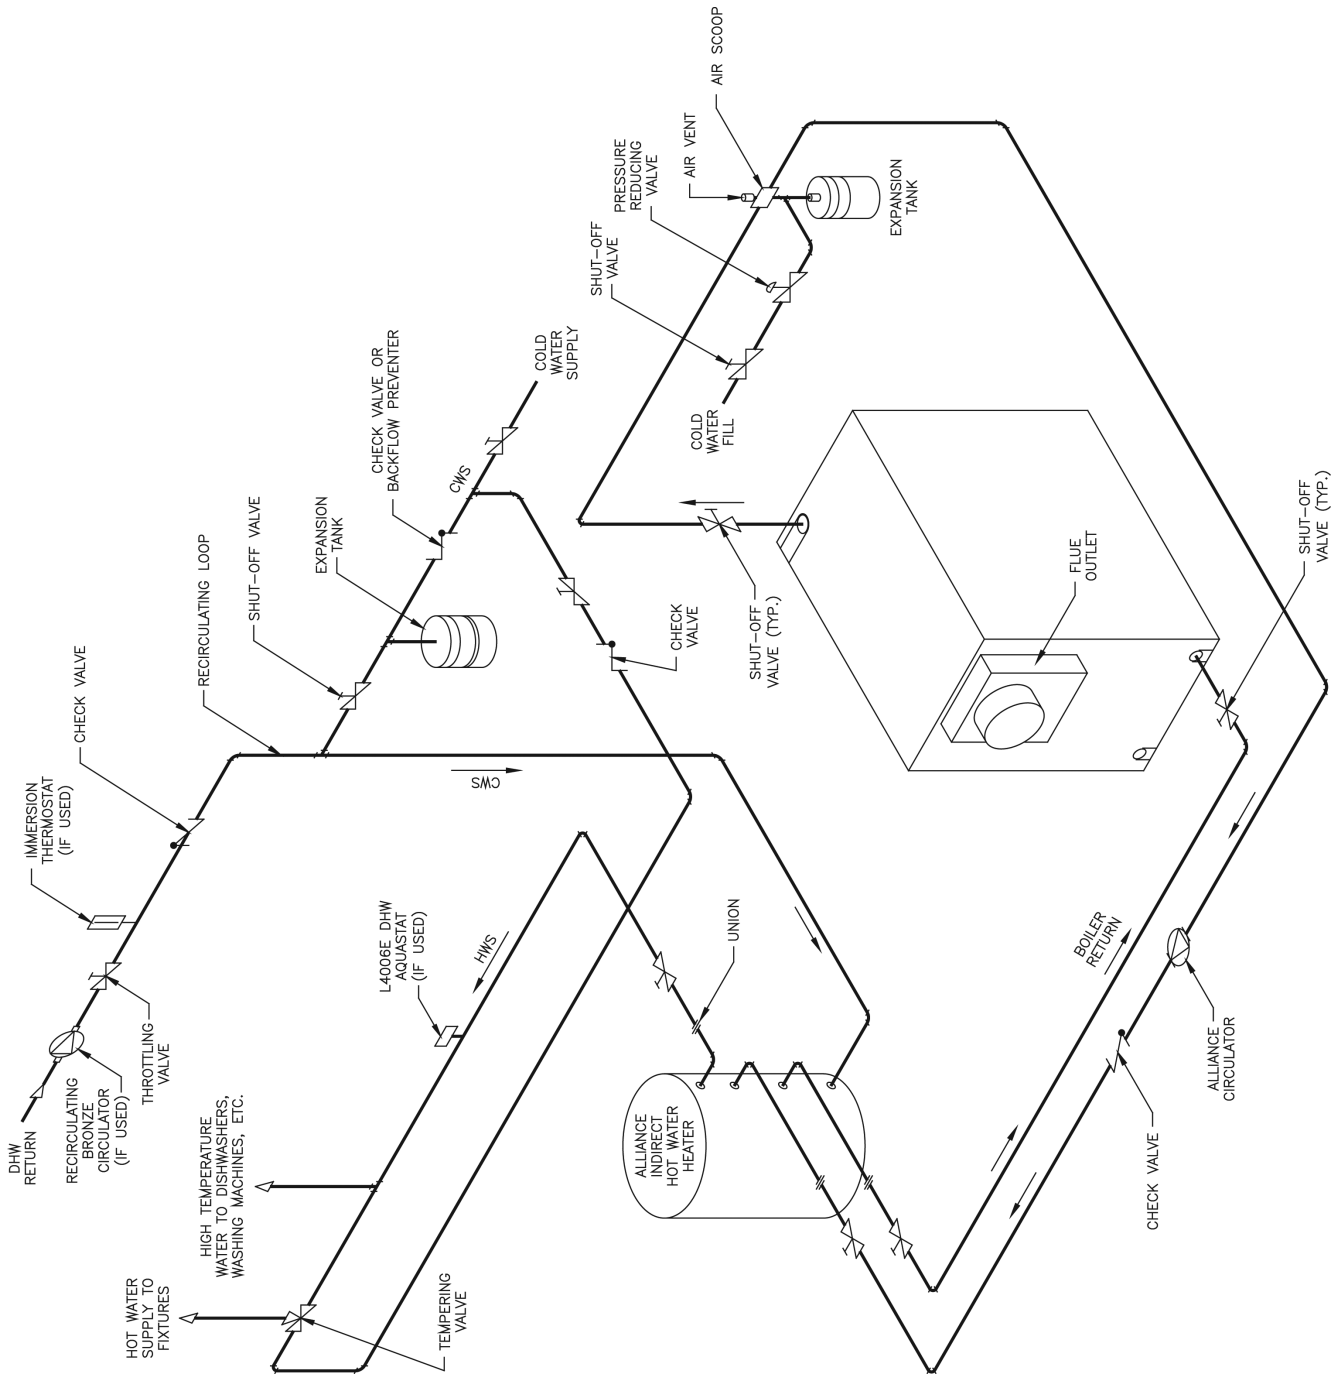 DHW
RETURN
IMMERSION
THERMOSTAT
(IF USED)
CHECK VALVE
RECIRCULATING LOOP
SHUT-OFF VALVE
EXPANSION
TANK
CHECK VALVE OR
BACKFLOW PREVENTER
CWS
COLD
WATER
SUPPLY
SHUT-OFF
VALVE
PRESSURE
REDUCING
VALVE
AIR VENT
AIR SCOOP
EXPANSION
TANK
COLD
WATER
FILL
RECIRCULATING
BRONZE
CIRCULATOR
(IF USED)
THROTTLING
VALVE
CWS
CHECK
VALVE
SHUT-OFF
VALVE (TYP.)
FLUE
OUTLET
SHUT-OFF
VALVE (TYP.)
HOT WATER
SUPPLY TO
FIXTURES
HIGH TEMPERATURE
WATER TO DISHWASHERS,
WASHING MACHINES, ETC.
TEMPERING
VALVE
L4006E DHW
AQUASTAT
(IF USED)
HWS
UNION
ALLIANCE
INDIRECT
HOT WATER
HEATER
BOILER
RETURN
ALLIANCE
CIRCULATOR
CHECK VALVE